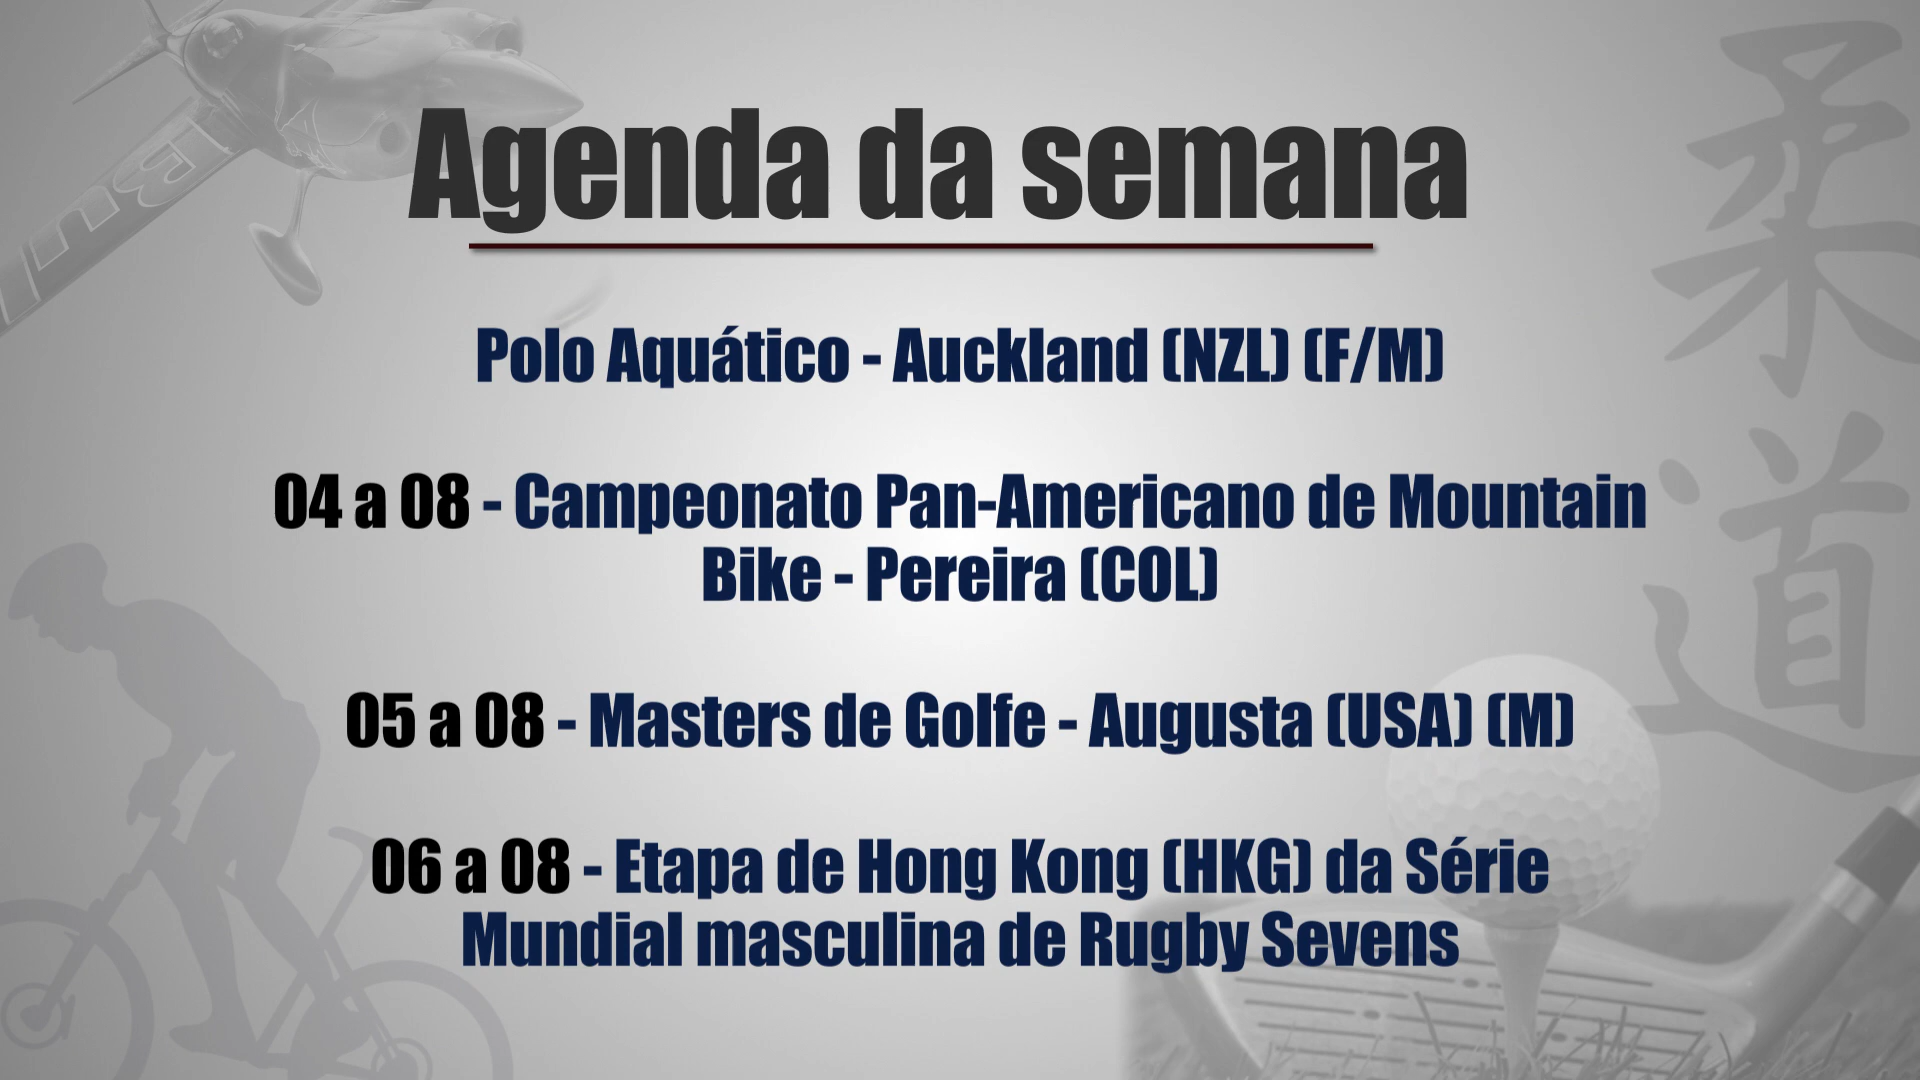 Agenda da semana
Polo Aquático - Auckland (NZL) (F/M)
04 a 08 - Campeonato Pan-Americano de Mountain
Bike - Pereira (COL)
05 a 08 - Masters de Golfe - Augusta (USA) (M)
06 a 08 - Etapa de Hong Kong (HKG) da Série
Mundial masculina de Rugby Sevens
柔
道